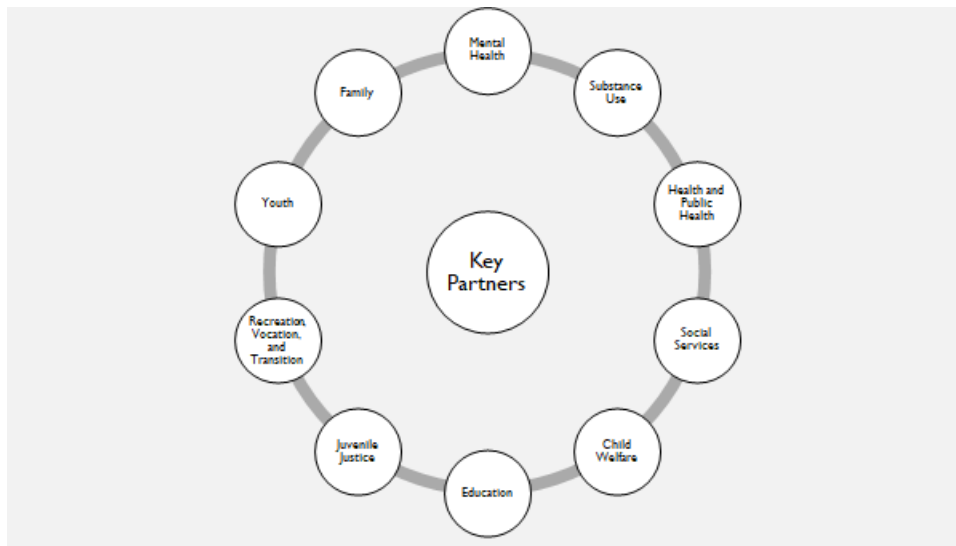 Mental
Health
Substance
Use
Health and
Public
Health
Social
Services
Child
Welfare
Education
Juvenile
Justice
Recreation,
Vocation,
and
Transition
Youth
Family
Key
Partners